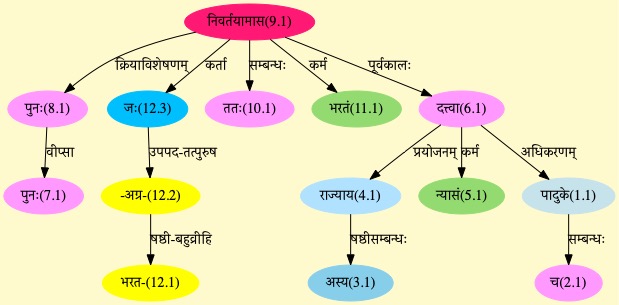 निवर्तयामास(9.1)
क्रियाविशेषणम् कर्ता सम्बन्धः कर्म पूर्वकालः
पुनः(8.1) जः(12.3) ततः(10.1) भरतं(11.1) दत्त्वा(6.1)
वीप्सा उपपद-तत्पुरुष प्रयोजनम् कर्म अधिकरणम्
पुनः(7.1) -अग्र-(12.2) राज्याय(4.1) न्यासं(5.1) पादुके(1.1)
षष्ठी-बहुव्रीहि षष्ठीसम्बन्धः सम्बन्धः
भरत-(12.1) अस्य(3.1) च(2.1)